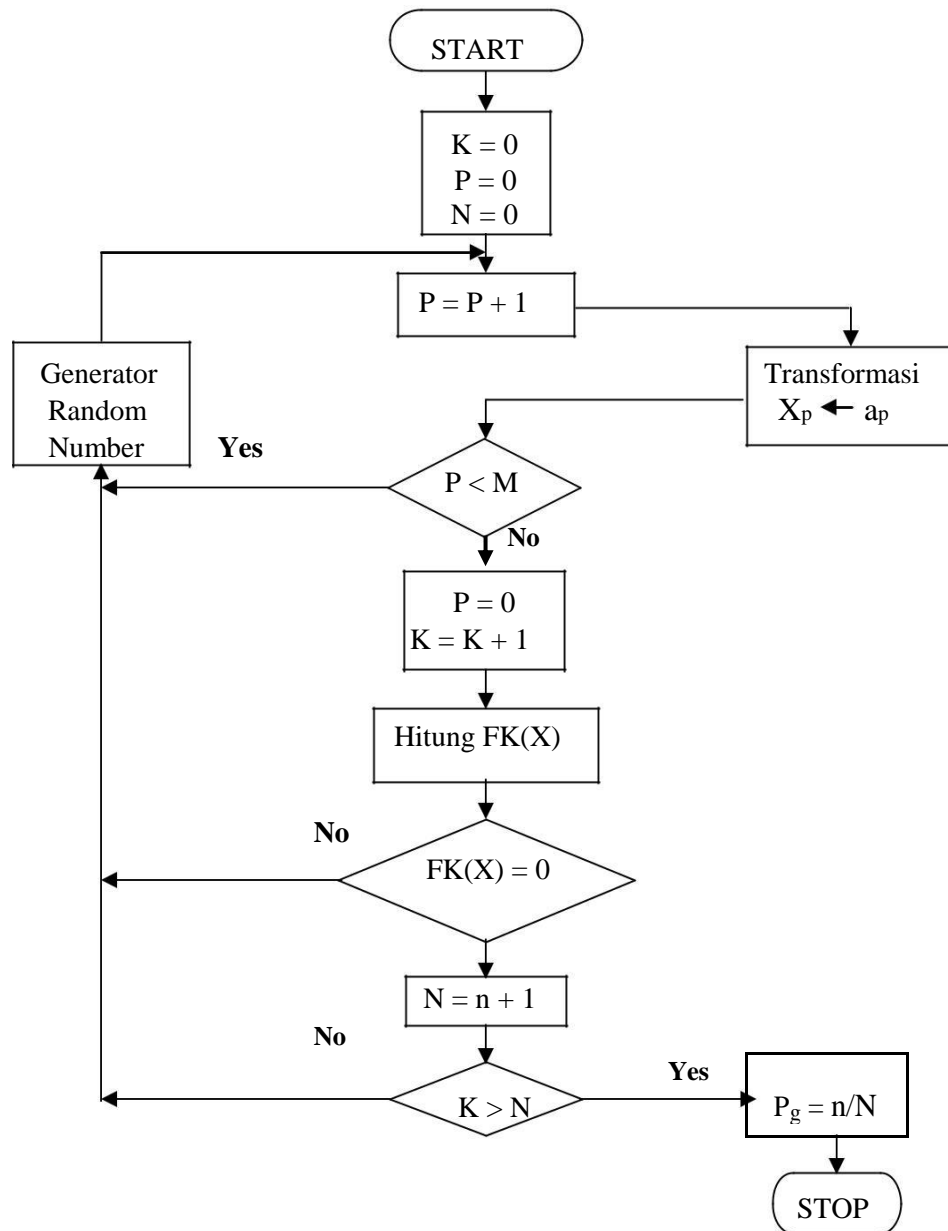 START
K = 0
P = 0
N = 0
P = P + 1
Generator
Random
Number
Transformasi
Xp ← ap
Yes
P < M
No
P = 0
K = K + 1
Hitung FK(X)
No
FK(X) = 0
N = n + 1
No
Yes
K > N
Pg = n/N
STOP